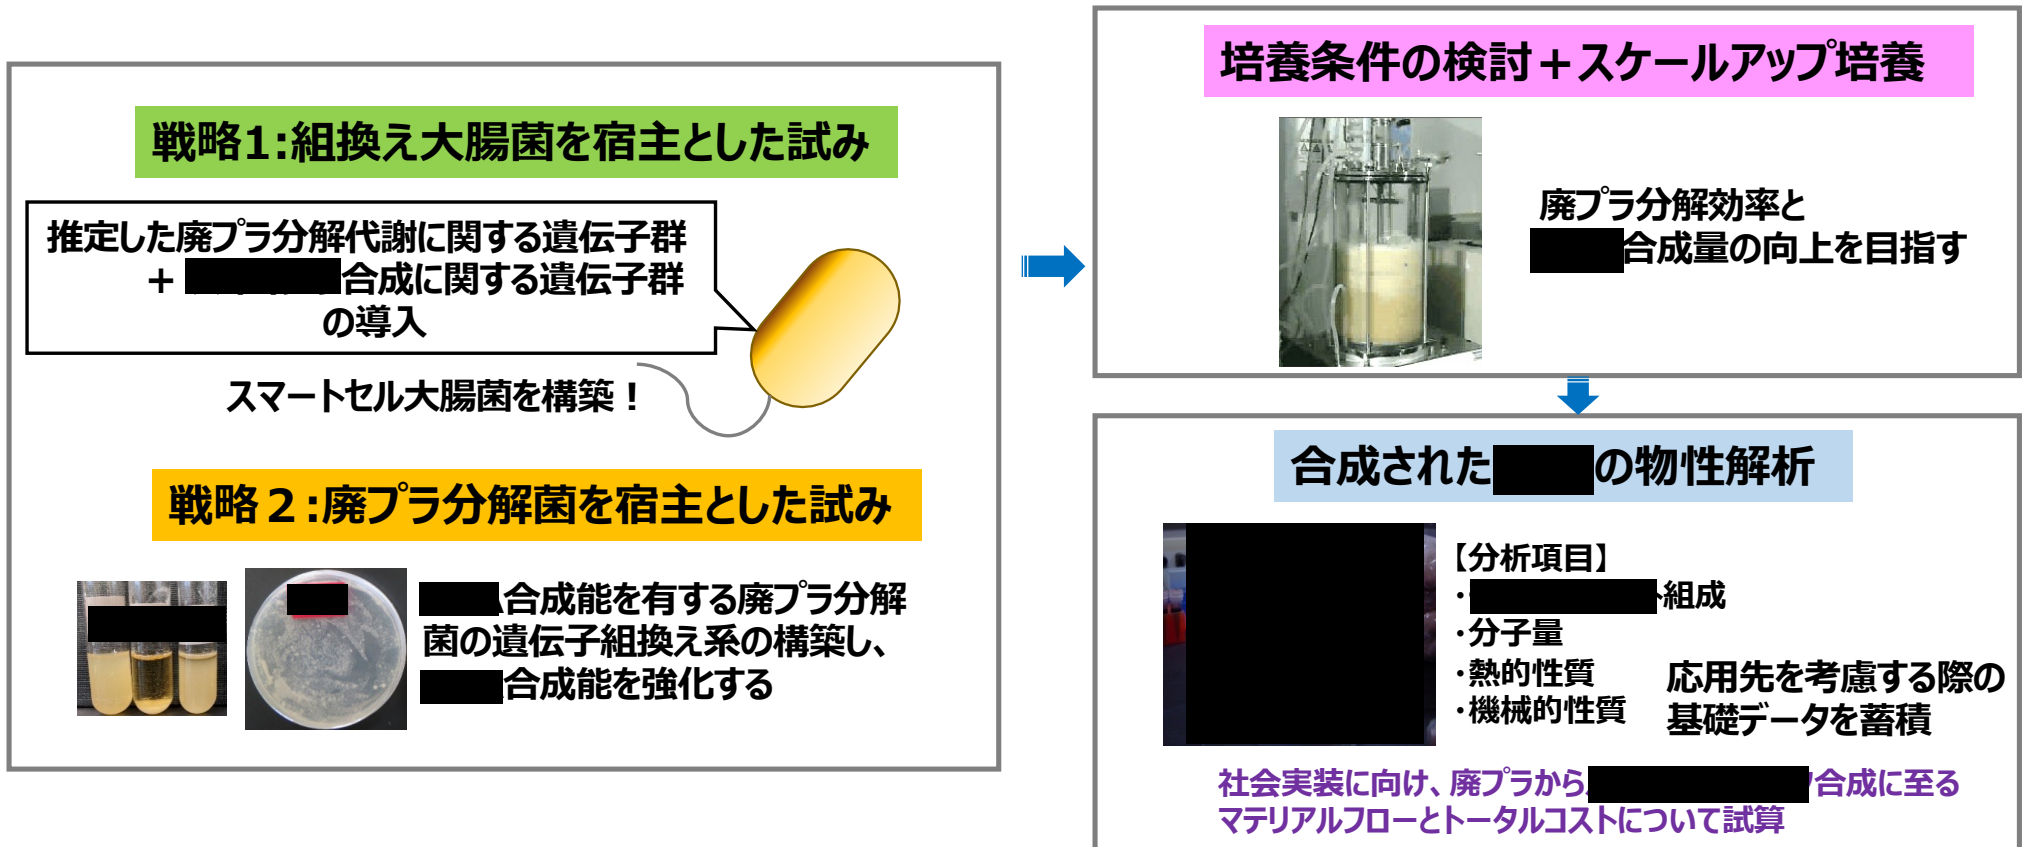 戦略1:組換え大腸菌を宿主とした試み
推定した廃プラ分解代謝に関する遺伝子群
+ 合成に関する遺伝子群
の導入
スマートセル大腸菌を構築！
戦略２:廃プラ分解菌を宿主とした試み
合成能を有する廃プラ分解
菌の遺伝子組換え系の構築し、
合成能を強化する
培養条件の検討＋スケールアップ培養
廃プラ分解効率と
合成量の向上を目指す
合成された の物性解析
【分析項目】
・ 組成
・分子量
・熱的性質
・機械的性質
応用先を考慮する際の
基礎データを蓄積
社会実装に向け、廃プラから 合成に至る
マテリアルフローとトータルコストについて試算